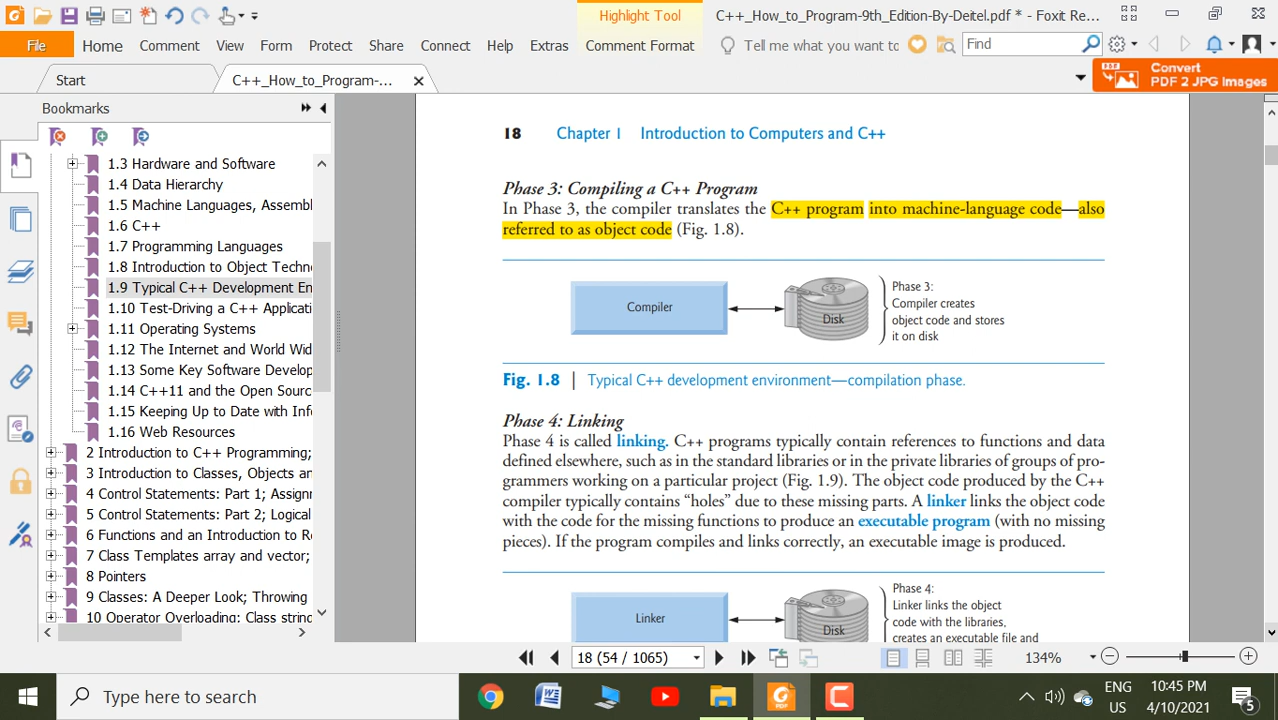 Highlight Tool
C++_How_to_Program-9th_Edition-By-Deitel.pdf * - Foxit Re...
File Home Comment View Form Protect Share Connect Help Extras Comment Format Tell me what you want to Find
Start C++_How_to_Program-...
Convert
PDF 2 JPG Images
Bookmarks
1.3 Hardware and Software
1.4 Data Hierarchy
1.5 Machine Languages, Assembl
1.6 C++
1.7 Programming Languages
1.8 Introduction to Object Techn
1.9 Typical C++ Development En
1.10 Test-Driving a C++ Applicati
1.11 Operating Systems
1.12 The Internet and World Wid
1.13 Some Key Software Develop
1.14 C++11 and the Open Sourc
1.15 Keeping Up to Date with Inf
1.16 Web Resources
2 Introduction to C++ Programming;
3 Introduction to Classes, Objects an
4 Control Statements: Part 1; Assign
5 Control Statements: Part 2; Logical
6 Functions and an Introduction to Re
7 Class Templates array and vector;
8 Pointers
9 Classes: A Deeper Look; Throwing
10 Operator Overloading: Class string
18 Chapter 1 Introduction to Computers and C++
Phase 3: Compiling a C++ Program
In Phase 3, the compiler translates the C++ program into machine-language code—also
referred to as object code (Fig. 1.8).
Compiler
Disk
Phase 3:
Compiler creates
object code and stores
it on disk
Fig. 1.8 | Typical C++ development environment—compilation phase.
Phase 4: Linking
Phase 4 is called linking. C++ programs typically contain references to functions and data
defined elsewhere, such as in the standard libraries or in the private libraries of groups of pro-
grammers working on a particular project (Fig. 1.9). The object code produced by the C++
compiler typically contains “holes” due to these missing parts. A linker links the object code
with the code for the missing functions to produce an executable program (with no missing
pieces). If the program compiles and links correctly, an executable image is produced.
Linker
Disk
Phase 4:
Linker links the object
code with the libraries,
creates an executable file and
18 (54 / 1065)
134%
Type here to search
ENG
US
10:45 PM
4/10/2021
5